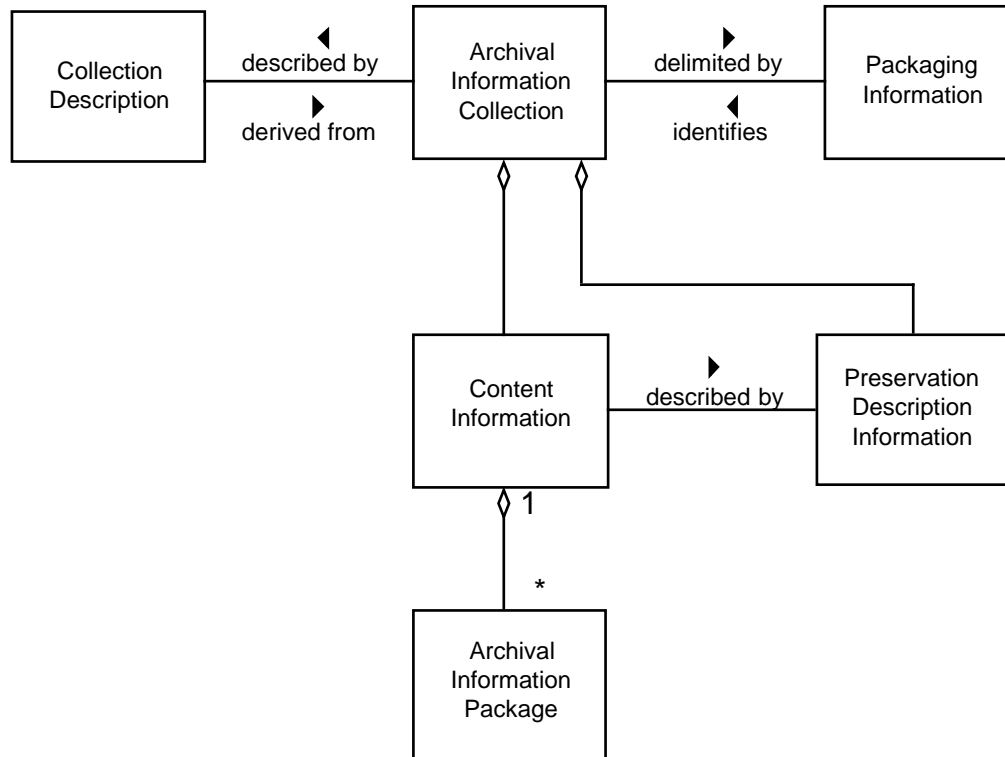 Collection
Description
described by
derived from
Archival
Information
Collection
delimited by
identifies
Packaging
Information
Content
Information
described by
Preservation
Description
Information
1
*
Archival
Information
Package